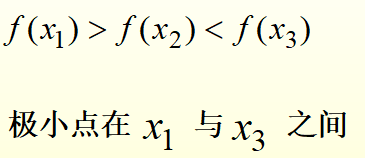 f(x₁) > f(x₂) < f(x₃)
极小点在 x₁ 与 x₃ 之间